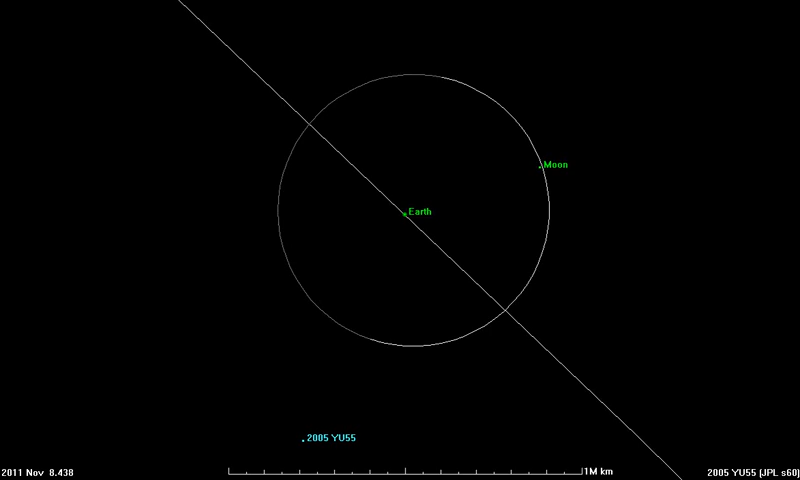 Moon
Earth
2005 YU55
1M km
2011 Nov 8.438
2005 YU55 (JPL s60)